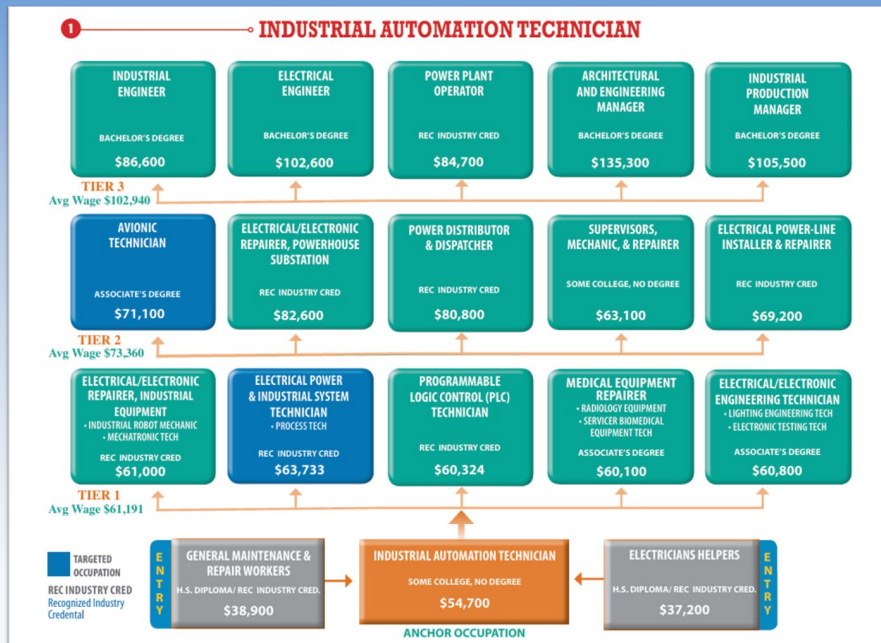 1
INDUSTRIAL AUTOMATION TECHNICIAN
INDUSTRIAL
ENGINEER
BACHELOR'S DEGREE
$86,600
ELECTRICAL
ENGINEER
BACHELOR'S DEGREE
$102,600
POWER PLANT
OPERATOR
REC INDUSTRY CRED
$84,700
ARCHITECTURAL
AND ENGINEERING
MANAGER
BACHELOR'S DEGREE
$135,300
INDUSTRIAL
PRODUCTION
MANAGER
BACHELOR'S DEGREE
$105,500
TIER 3
Avg Wage $102,940
AVIONIC
TECHNICIAN
ASSOCIATE'S DEGREE
$71,100
ELECTRICAL/ELECTRONIC
REPAIRER, POWERHOUSE
SUBSTATION
REC INDUSTRY CRED
$82,600
POWER DISTRIBUTOR
& DISPATCHER
REC INDUSTRY CRED
$80,800
SUPERVISORS,
MECHANIC, & REPAIRER
SOME COLLEGE, NO DEGREE
$63,100
ELECTRICAL POWER-LINE
INSTALLER & REPAIRER
REC INDUSTRY CRED
$69,200
TIER 2
Avg Wage $73,360
ELECTRICAL/ELECTRONIC
REPAIRER, INDUSTRIAL
EQUIPMENT
• INDUSTRIAL ROBOT MECHANIC
• MECHATRONIC TECH
REC INDUSTRY CRED
$61,000
ELECTRICAL POWER
& INDUSTRIAL SYSTEM
TECHNICIAN
• PROCESS TECH
REC INDUSTRY CRED
$63,733
PROGRAMMABLE
LOGIC CONTROL (PLC)
TECHNICIAN
REC INDUSTRY CRED
$60,324
MEDICAL EQUIPMENT
REPAIRER
• RADIOLOGY EQUIPMENT
• SERVICER BIOMEDICAL
EQUIPMENT TECH
ASSOCIATE'S DEGREE
$60,100
ELECTRICAL/ELECTRONIC
ENGINEERING TECHNICIAN
• LIGHTING ENGINEERING TECH
• ELECTRONIC TESTING TECH
ASSOCIATE'S DEGREE
$60,800
TIER 1
Avg Wage $61,191
TARGETED
OCCUPATION
REC INDUSTRY CRED
Recognized Industry
Credental
ENTRY
GENERAL MAINTENANCE &
REPAIR WORKERS
H.S. DIPLOMA/ REC INDUSTRY CRED.
$38,900
INDUSTRIAL AUTOMATION TECHNICIAN
SOME COLLEGE, NO DEGREE
$54,700
ANCHOR OCCUPATION
ELECTRICIANS HELPERS
H.S. DIPLOMA/ REC INDUSTRY CRED.
$37,200
ENTRY